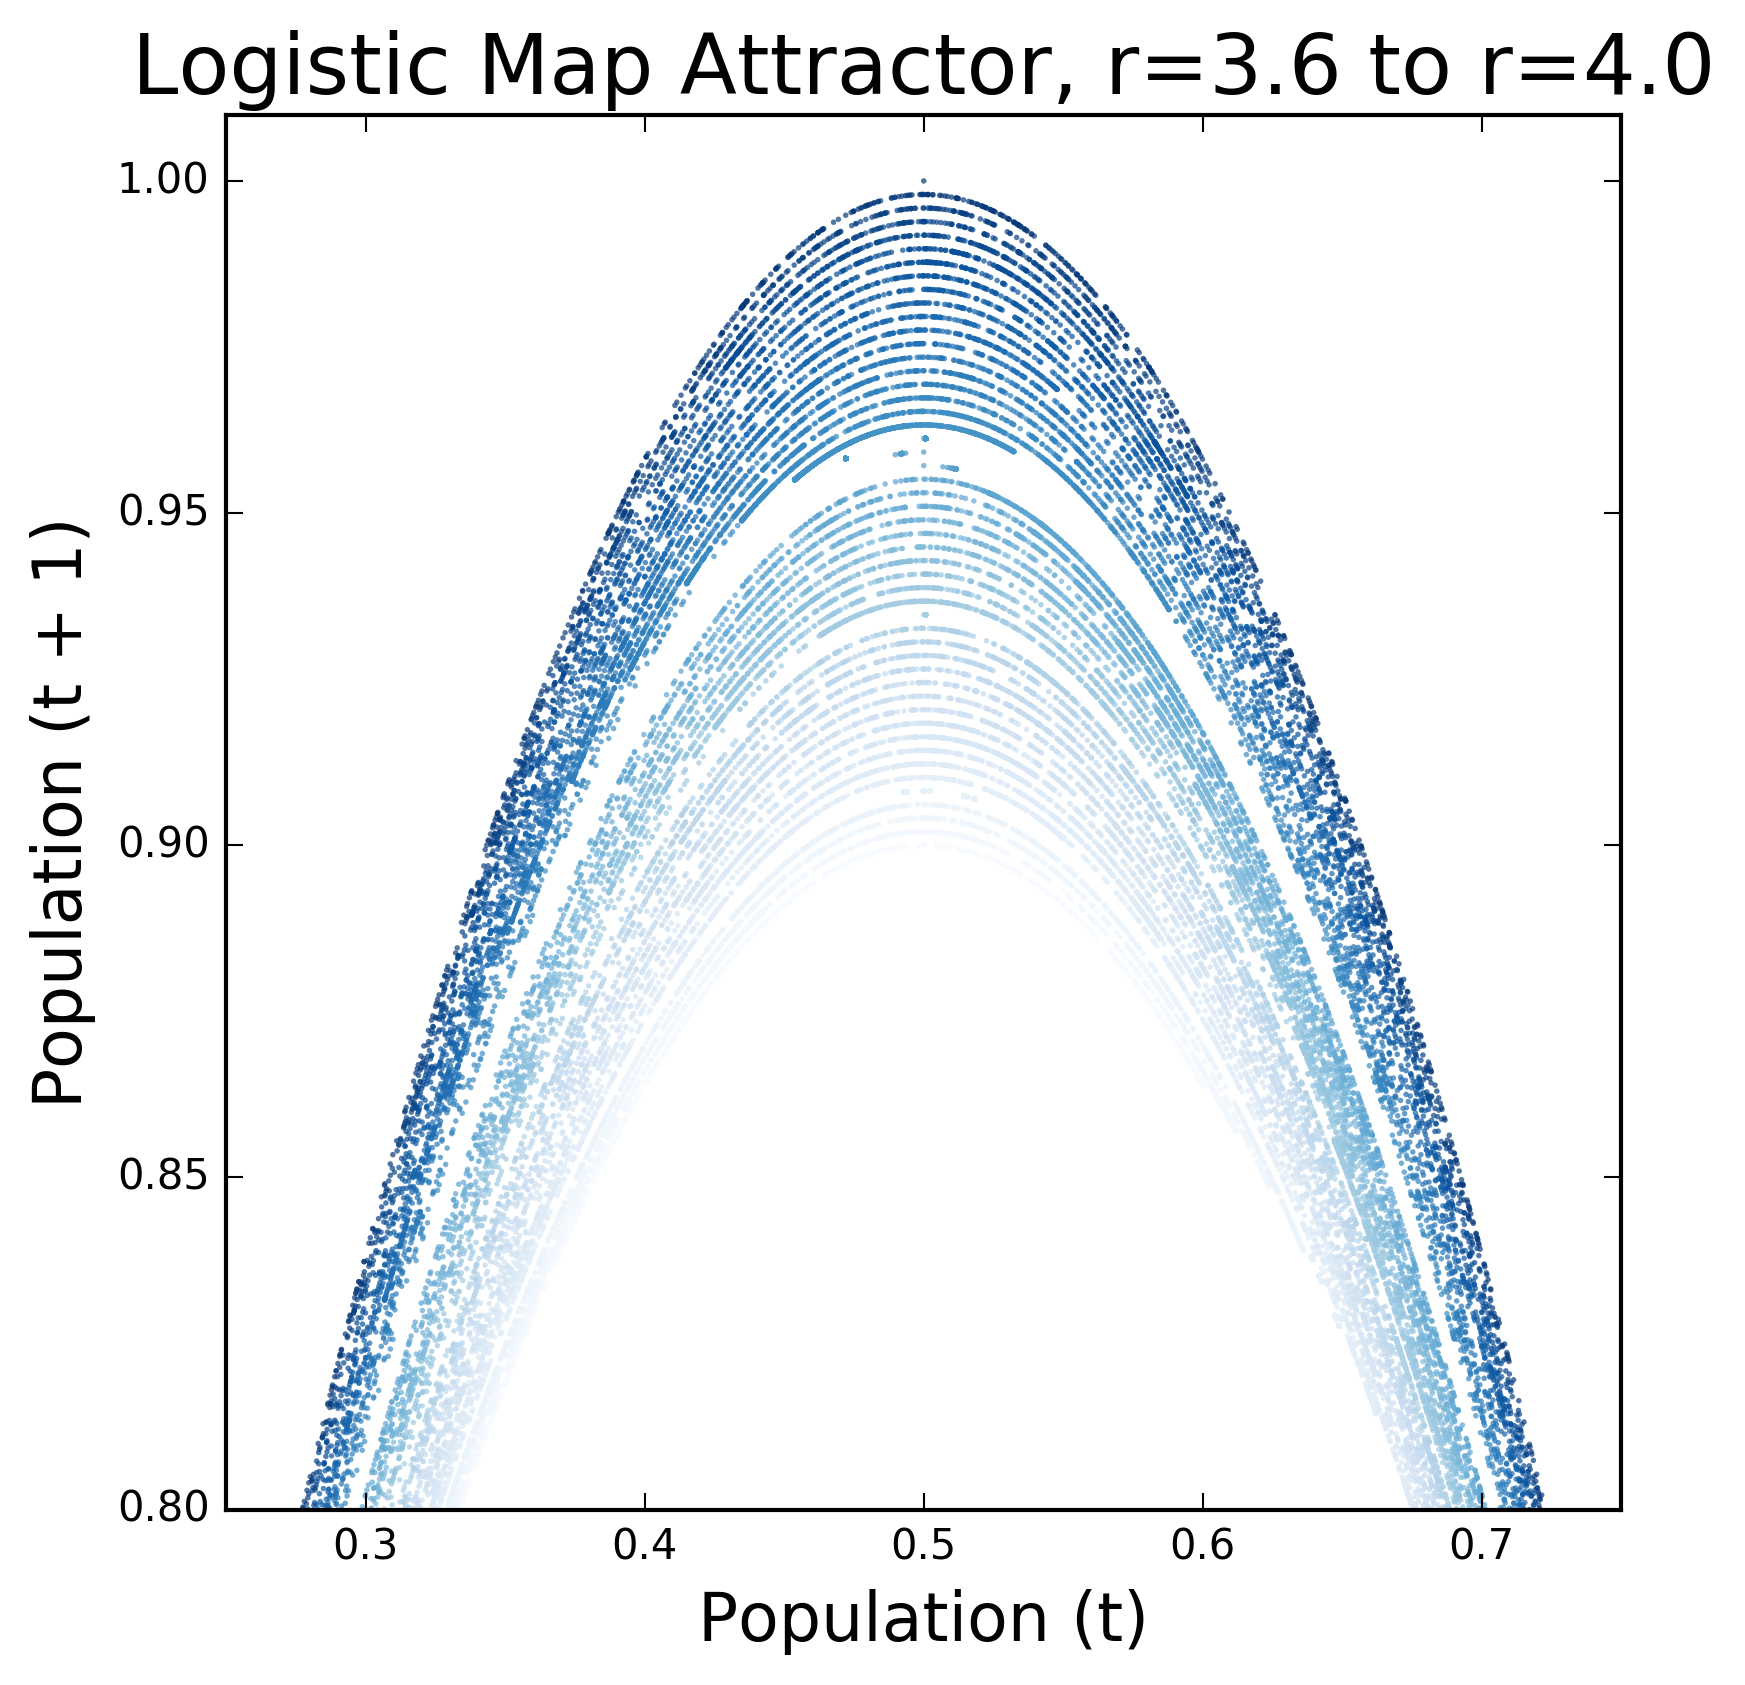 Logistic Map Attractor, r=3.6 to r=4.0
1.00
0.95
0.90
0.85
0.80
Population (t + 1)
0.3 0.4 0.5 0.6 0.7
Population (t)